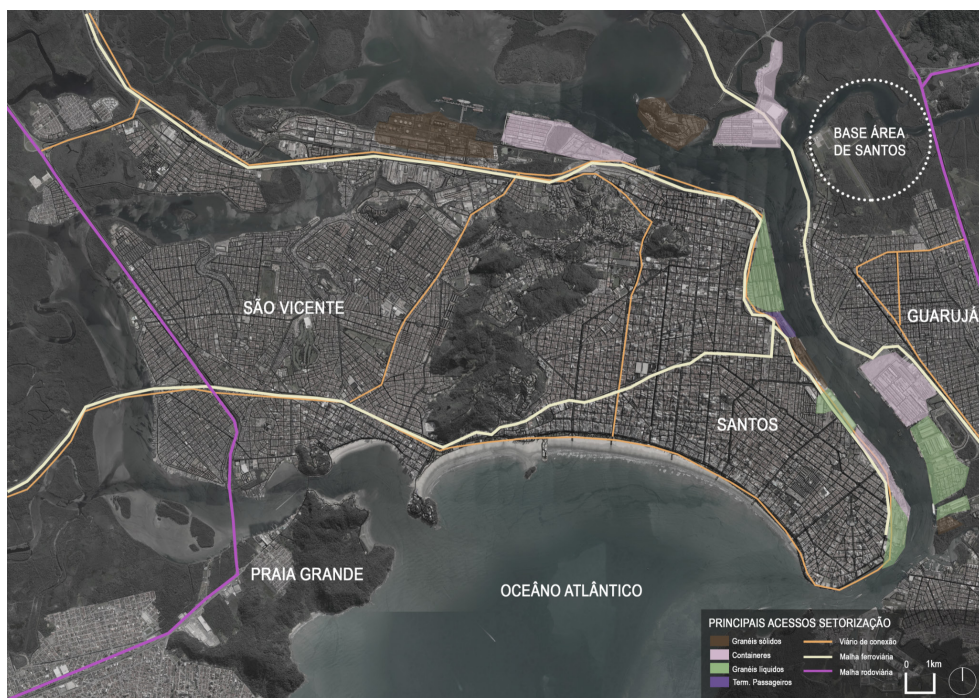 BASE ÁREA
DE SANTOS
SÃO VICENTE
GUARUJÁ
SANTOS
PRAIA GRANDE
OCEÂNO ATLÂNTICO
PRINCIPAIS ACESSOS SETORIZAÇÃO
Granéis sólidos
Viário de conexão
Containeres
Malha ferroviária
Granéis líquidos
Malha rodoviária
Term. Passageiros
0 1km